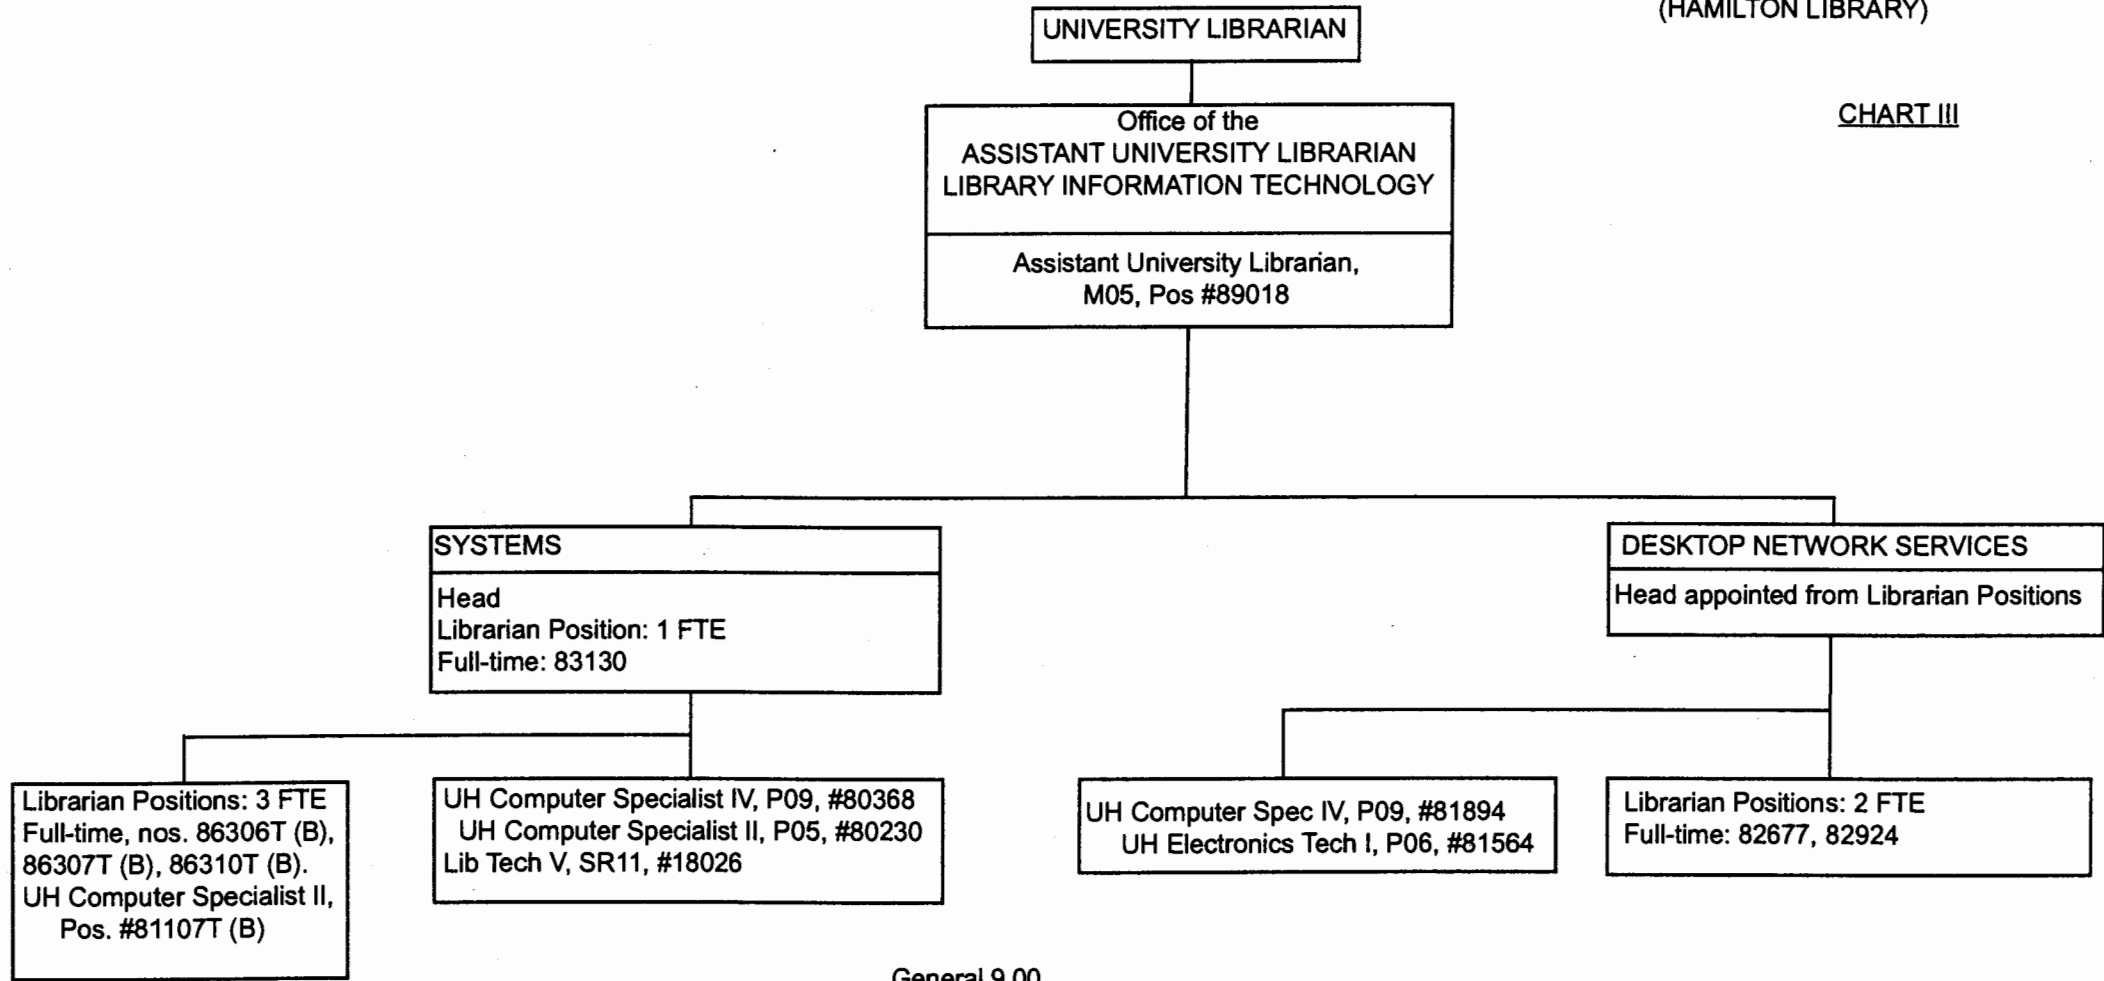 (HAMILTON LIBRARY)
UNIVERSITY LIBRARIAN
CHART III
Office of the
ASSISTANT UNIVERSITY LIBRARIAN
LIBRARY INFORMATION TECHNOLOGY
Assistant University Librarian,
M05, Pos #89018
SYSTEMS
Head
Librarian Position: 1 FTE
Full-time: 83130
DESKTOP NETWORK SERVICES
Head appointed from Librarian Positions
Librarian Positions: 3 FTE
Full-time, nos. 86306T (B),
86307T (B), 86310T (B).
UH Computer Specialist II,
Pos. #81107T (B)
UH Computer Specialist IV, P09, #80368
UH Computer Specialist II, P05, #80230
Lib Tech V, SR11, #18026
UH Computer Spec IV, P09, #81894
UH Electronics Tech I, P06, #81564
Librarian Positions: 2 FTE
Full-time: 82677, 82924
General 9.00